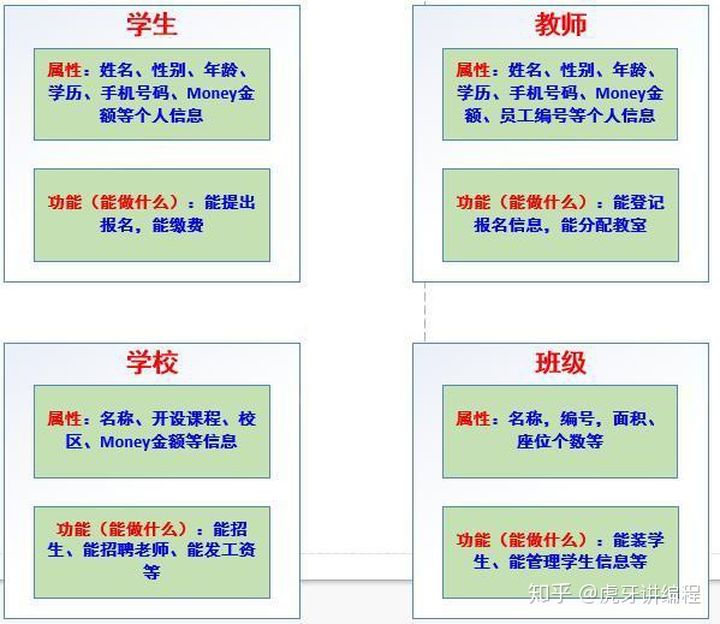 学生
属性：姓名、性别、年龄、
学历、手机号码、Money金
额等个人信息
功能（能做什么）：能提出
报名，能缴费
教师
属性：姓名、性别、年龄、
学历、手机号码、Money金
额、员工编号等个人信息
功能（能做什么）：能登记
报名信息，能分配教室
学校
属性：名称、开设课程、校
区、Money金额等信息
功能（能做什么）：能招
生、能招聘老师、能发工资
等
班级
属性：名称，编号，面积、
座位个数等
功能（能做什么）：能装学
生、能管理学生信息等
知乎 @虎牙讲编程